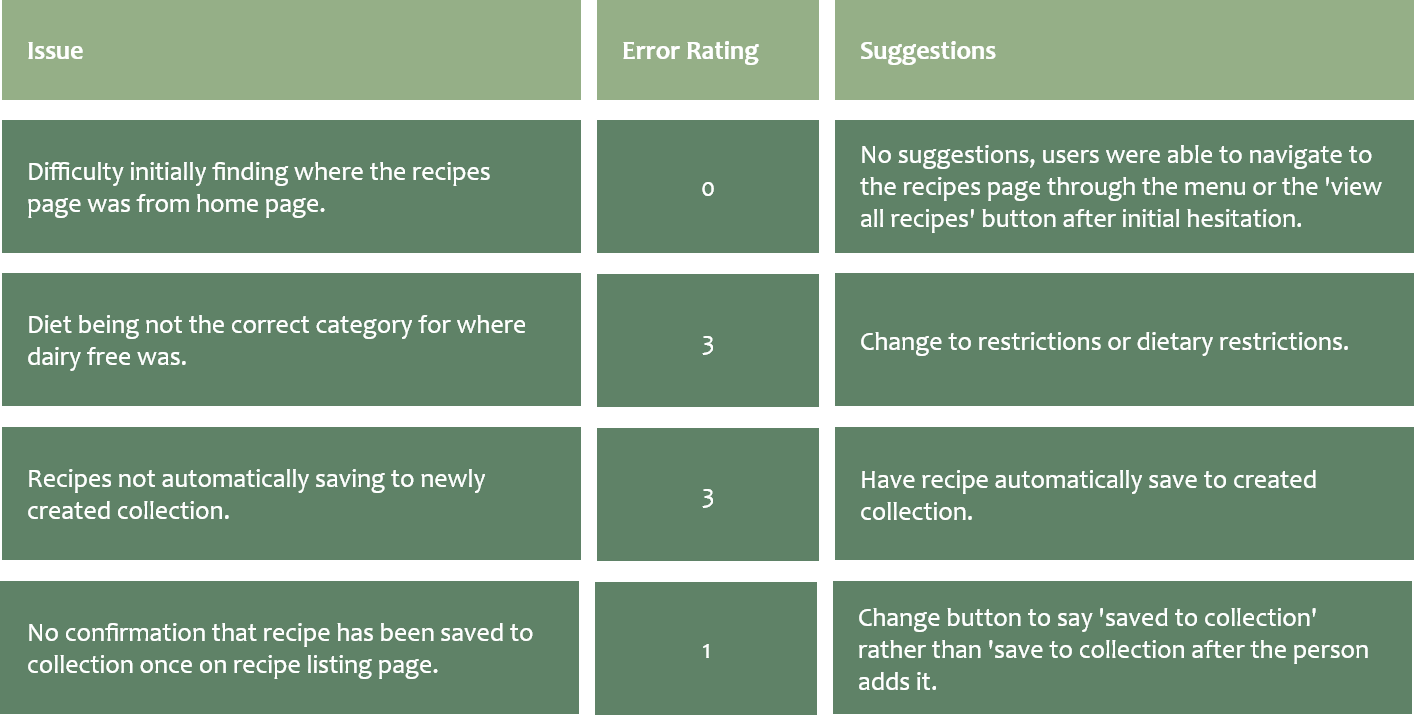 Issue
Error Rating
Suggestions
Difficulty initially finding where the recipes
page was from home page.
0
No suggestions, users were able to navigate to
the recipes page through the menu or the 'view
all recipes' button after initial hesitation.
Diet being not the correct category for where
dairy free was.
3
Change to restrictions or dietary restrictions.
Recipes not automatically saving to newly
created collection.
3
Have recipe automatically save to created
collection.
No confirmation that recipe has been saved to
collection once on recipe listing page.
1
Change button to say 'saved to collection'
rather than 'save to collection after the person
adds it.